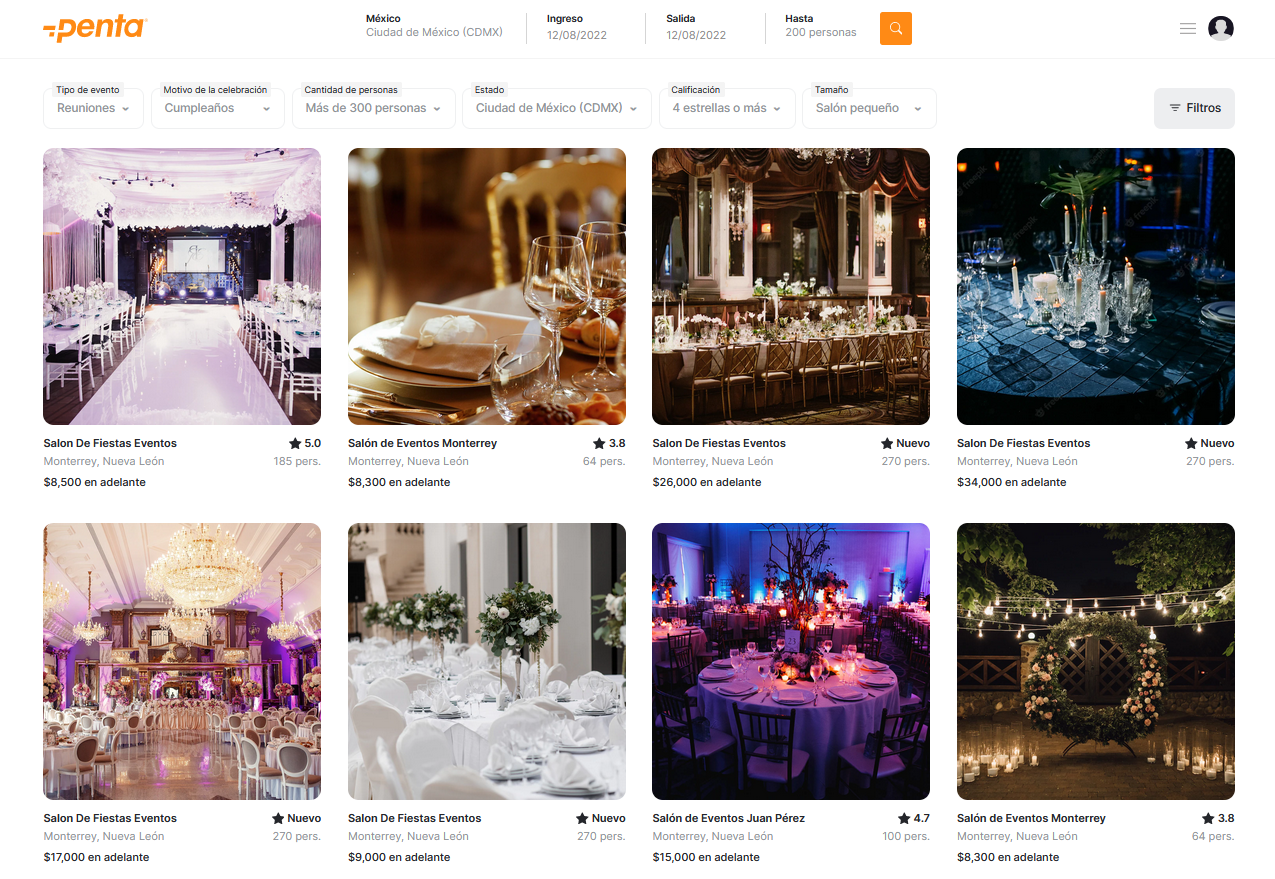 penta
México
Ciudad de México (CDMX)
Ingreso
12/08/2022
Salida
12/08/2022
Hasta
200 personas
Tipo de evento
Reuniones
Motivo de la celebración
Cumpleaños
Cantidad de personas
Más de 300 personas
Estado
Ciudad de México (CDMX)
Calificación
4 estrellas o más
Tamaño
Salón pequeño
Filtros
Salon De Fiestas Eventos ★ 5.0
Monterrey, Nueva León 185 pers.
$8,500 en adelante
Salón de Eventos Monterrey ★ 3.8
Monterrey, Nueva León 64 pers.
$8,300 en adelante
Salon De Fiestas Eventos ★ Nuevo
Monterrey, Nueva León 270 pers.
$26,000 en adelante
Salon De Fiestas Eventos ★ Nuevo
Monterrey, Nueva León 270 pers.
$34,000 en adelante
Salon De Fiestas Eventos ★ Nuevo
Monterrey, Nueva León 270 pers.
$17,000 en adelante
Salon De Fiestas Eventos ★ Nuevo
Monterrey, Nueva León 270 pers.
$9,000 en adelante
Salón de Eventos Juan Pérez ★ 4.7
Monterrey, Nueva León 100 pers.
$15,000 en adelante
Salón de Eventos Monterrey ★ 3.8
Monterrey, Nueva León 64 pers.
$8,300 en adelante